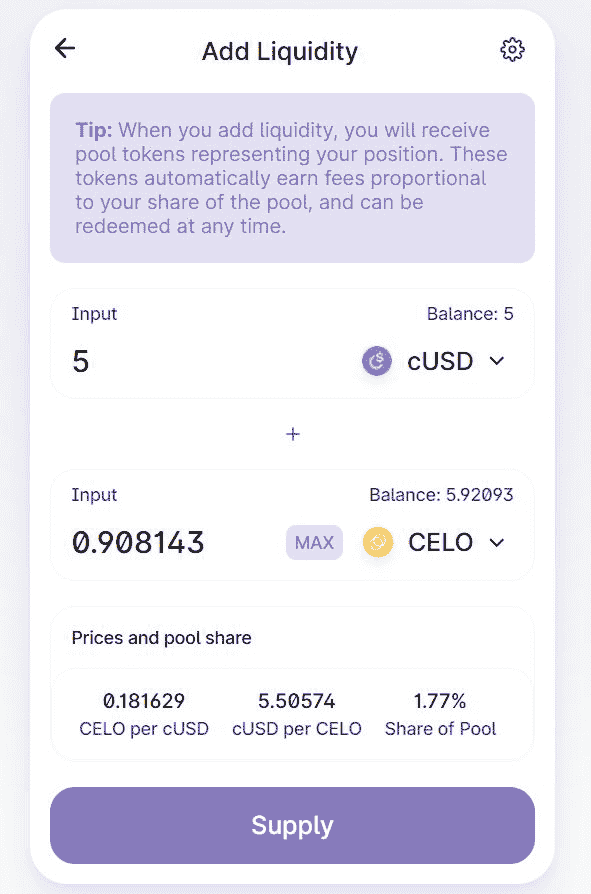 Add Liquidity
Tip: When you add liquidity, you will receive
pool tokens representing your position. These
tokens automatically earn fees proportional
to your share of the pool, and can be
redeemed at any time.
Input Balance: 5
5 cUSD
+
Input Balance: 5.92093
0.908143 MAX CELO
Prices and pool share
0.181629 5.50574 1.77%
CELO per cUSD cUSD per CELO Share of Pool
Supply